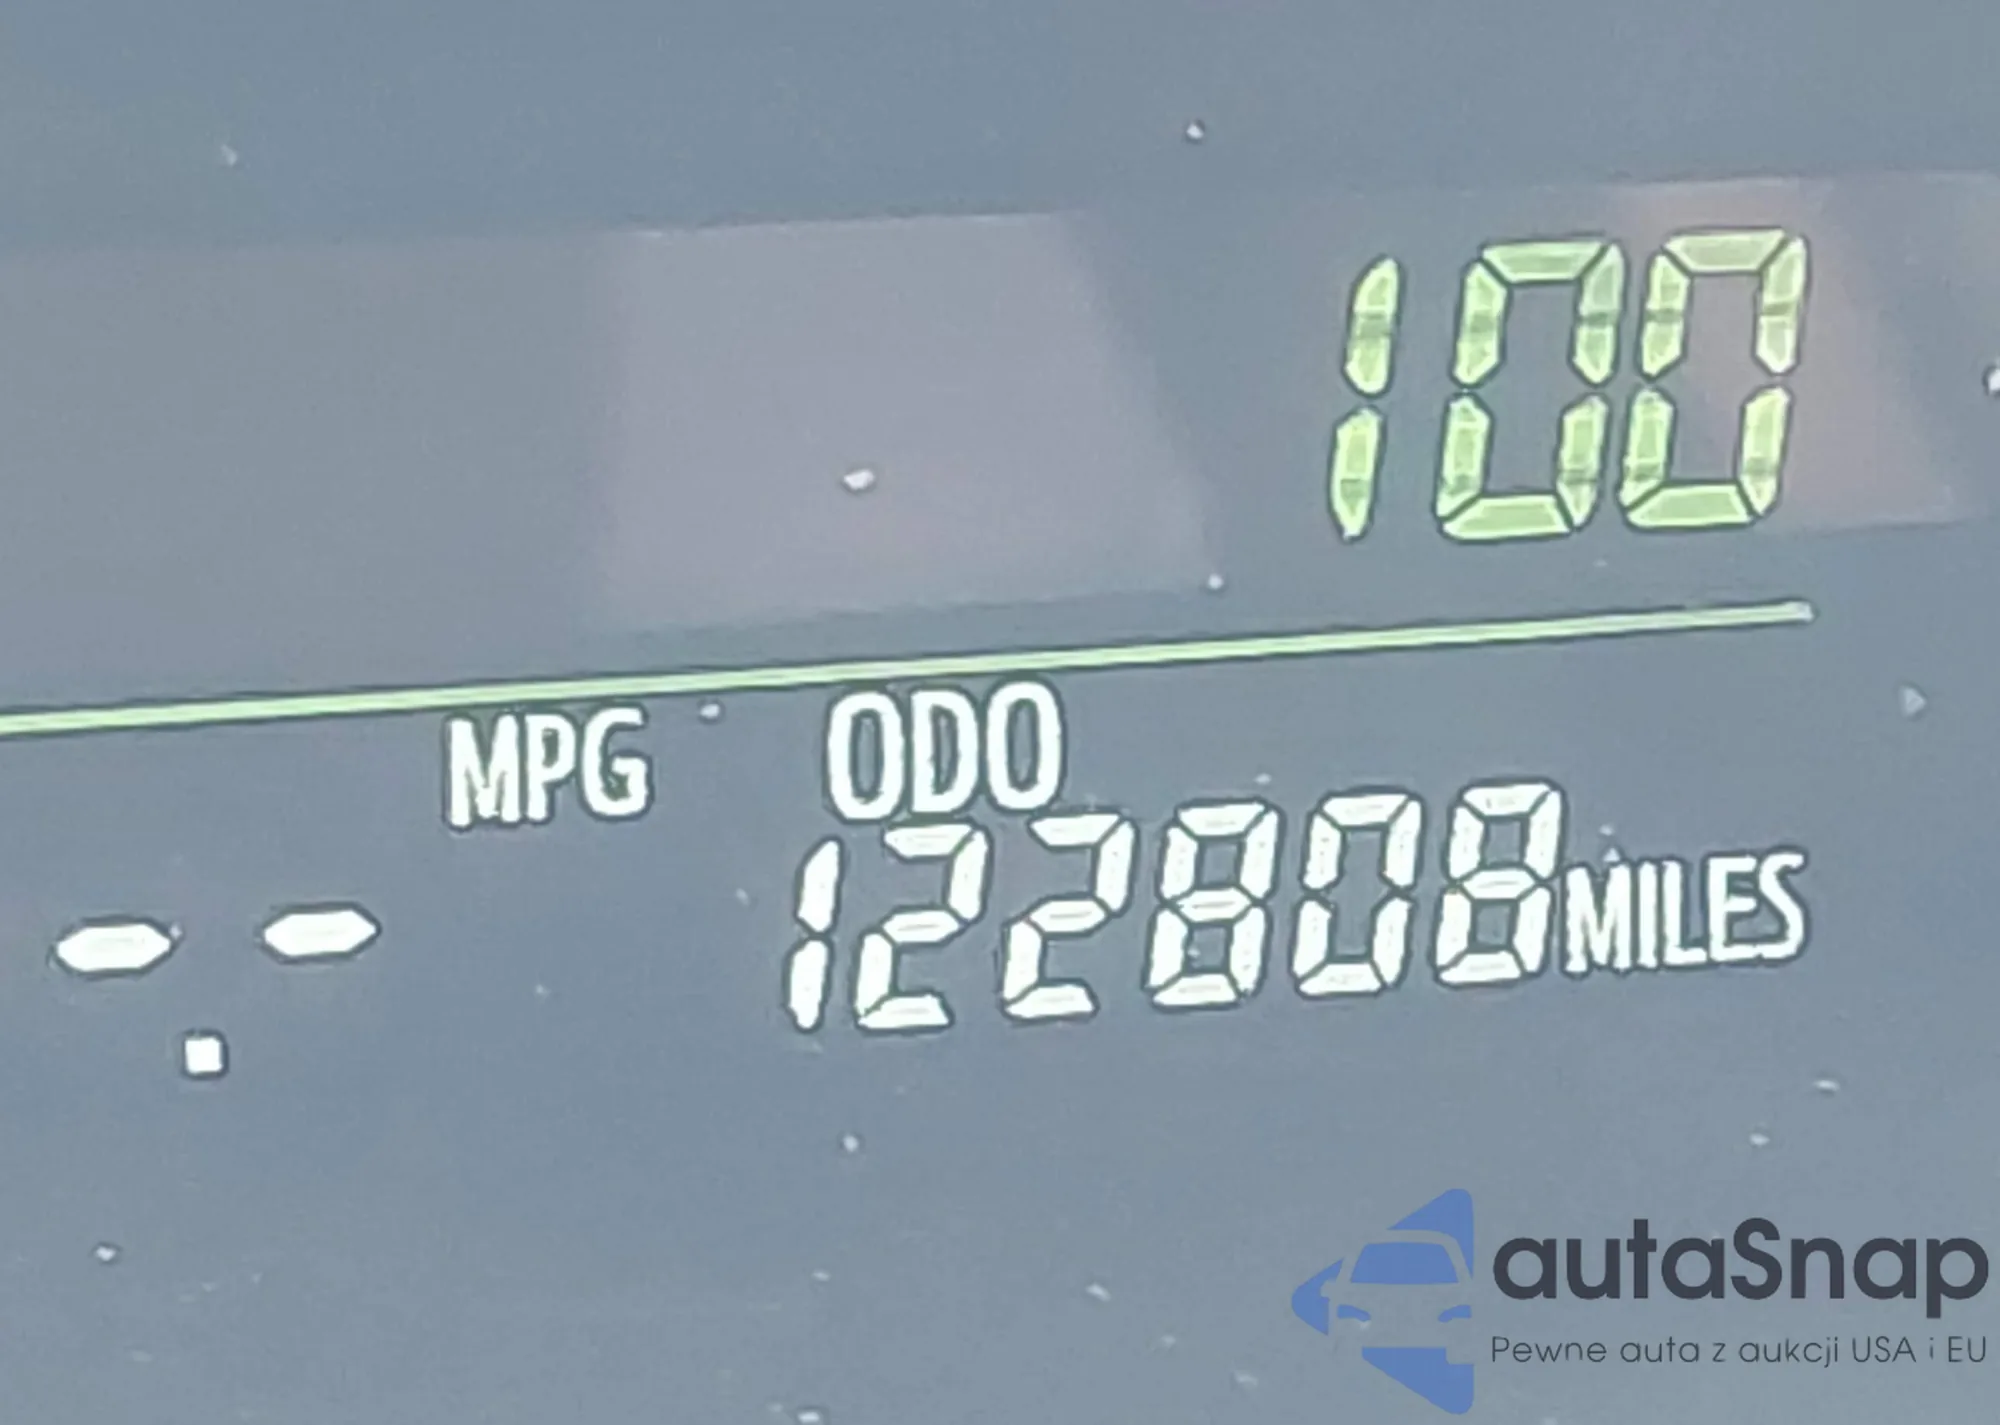 100
MPG ODO
--. 122808 MILES
autaSnap
Pewne auta z aukcji USA i EU